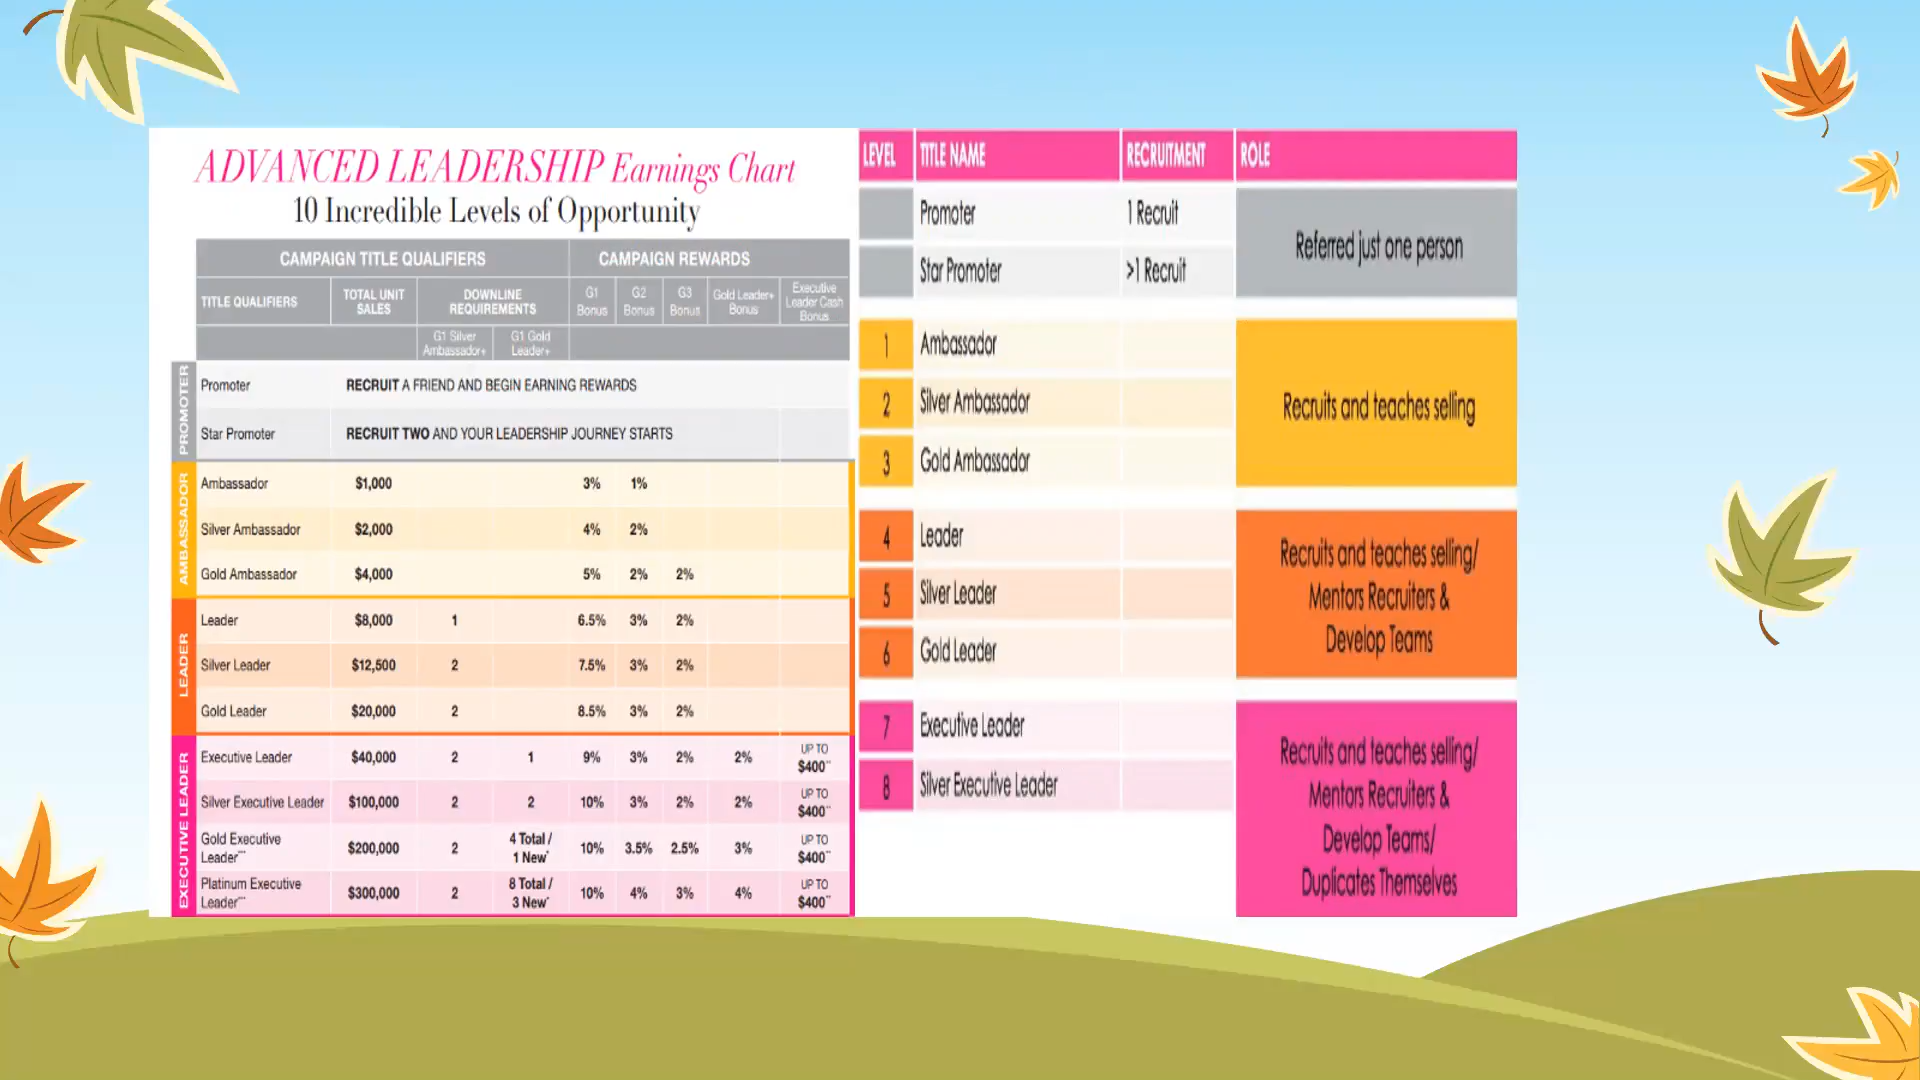 ADVANCED LEADERSHIP Earnings Chart
10 Incredible Levels of Opportunity
CAMPAIGN TITLE QUALIFIERS CAMPAIGN REWARDS
TITLE QUALIFIERS TOTAL UNIT SALES DOWNLINE REQUIREMENTS G1 Bonus G2 Bonus G3 Bonus Gold Leader+ Bonus Executive Leader Cash Bonus
G1 Silver Ambassador+ G1 Gold Leader+
PROMOTER
Promoter RECRUIT A FRIEND AND BEGIN EARNING REWARDS
Star Promoter RECRUIT TWO AND YOUR LEADERSHIP JOURNEY STARTS
AMBASSADOR
Ambassador $1,000 3% 1%
Silver Ambassador $2,000 4% 2%
Gold Ambassador $4,000 5% 2% 2%
LEADER
Leader $8,000 1 6.5% 3% 2%
Silver Leader $12,500 2 7.5% 3% 2%
Gold Leader $20,000 2 8.5% 3% 2%
EXECUTIVE LEADER
Executive Leader $40,000 2 1 9% 3% 2% 2% UP TO $400**
Silver Executive Leader $100,000 2 2 10% 3% 2% 2% UP TO $400**
Gold Executive Leader*** $200,000 2 4 Total / 1 New* 10% 3.5% 2.5% 3% UP TO $400**
Platinum Executive Leader*** $300,000 2 8 Total / 3 New* 10% 4% 3% 4% UP TO $400**
LEVEL TITLE NAME RECRUITMENT ROLE
Promoter 1 Recruit
Star Promoter >1 Recruit
Referred just one person
1 Ambassador
2 Silver Ambassador
3 Gold Ambassador
Recruits and teaches selling
4 Leader
5 Silver Leader
6 Gold Leader
Recruits and teaches selling/
Mentors Recruiters &
Develop Teams
7 Executive Leader
8 Silver Executive Leader
Recruits and teaches selling/
Mentors Recruiters &
Develop Teams/
Duplicates Themselves